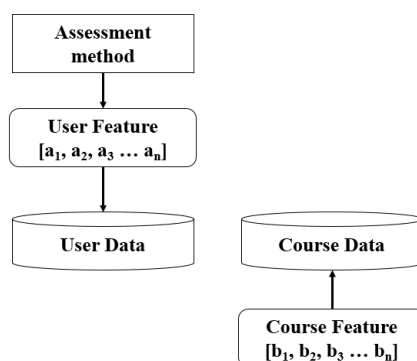 Assessment
method
User Feature
[a₁, a₂, a₃ … aₙ]
User Data
Course Data
Course Feature
[b₁, b₂, b₃ … bₙ]